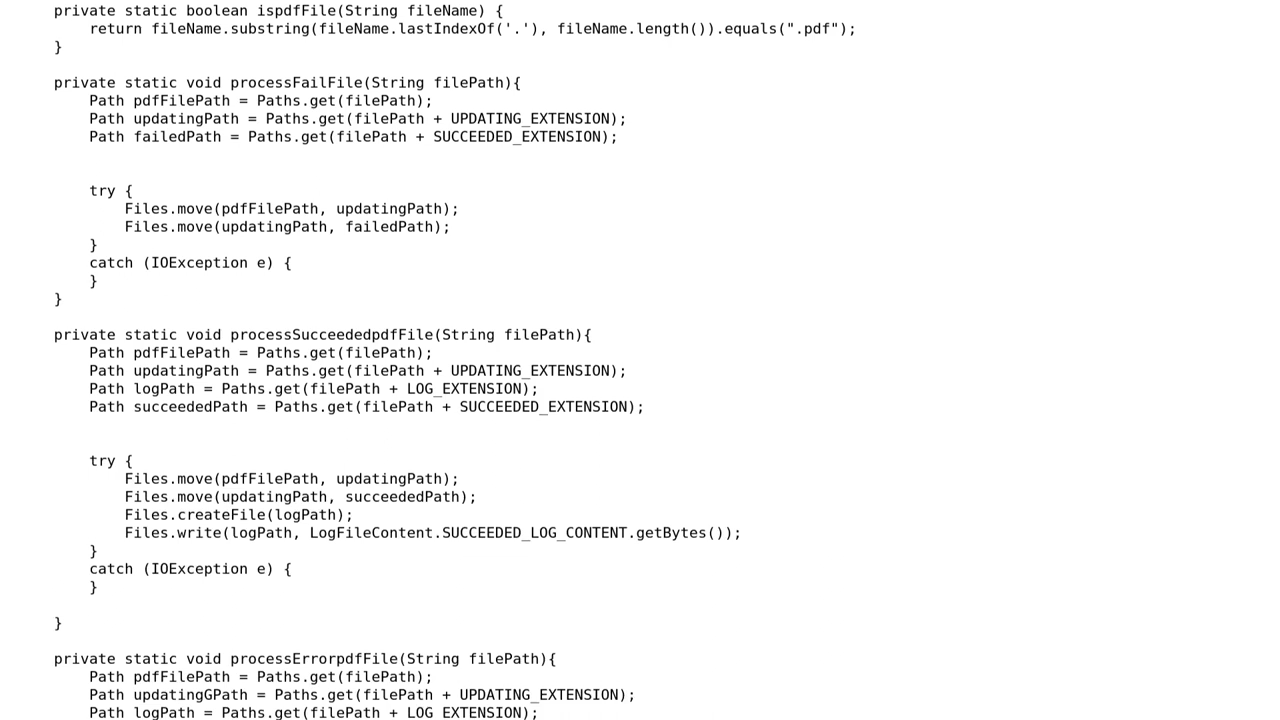 private static boolean ispdfFile(String fileName) {
    return fileName.substring(fileName.lastIndexOf('.'), fileName.length()).equals(".pdf");
}

private static void processFailFile(String filePath){
    Path pdfFilePath = Paths.get(filePath);
    Path updatingPath = Paths.get(filePath + UPDATING_EXTENSION);
    Path failedPath = Paths.get(filePath + SUCCEEDED_EXTENSION);


    try {
        Files.move(pdfFilePath, updatingPath);
        Files.move(updatingPath, failedPath);
    }
    catch (IOException e) {
    }
}

private static void processSucceededpdfFile(String filePath){
    Path pdfFilePath = Paths.get(filePath);
    Path updatingPath = Paths.get(filePath + UPDATING_EXTENSION);
    Path logPath = Paths.get(filePath + LOG_EXTENSION);
    Path succeededPath = Paths.get(filePath + SUCCEEDED_EXTENSION);


    try {
        Files.move(pdfFilePath, updatingPath);
        Files.move(updatingPath, succeededPath);
        Files.createFile(logPath);
        Files.write(logPath, LogFileContent.SUCCEEDED_LOG_CONTENT.getBytes());
    }
    catch (IOException e) {
    }

}

private static void processErrorpdfFile(String filePath){
    Path pdfFilePath = Paths.get(filePath);
    Path updatingGPath = Paths.get(filePath + UPDATING_EXTENSION);
    Path logPath = Paths.get(filePath + LOG_EXTENSION);